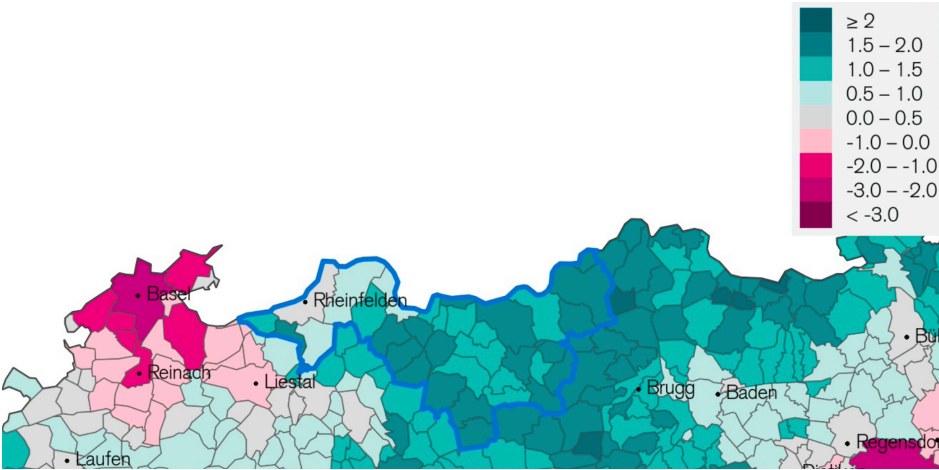 ≥ 2
1.5 – 2.0
1.0 – 1.5
0.5 – 1.0
0.0 – 0.5
-1.0 – 0.0
-2.0 – -1.0
-3.0 – -2.0
< -3.0
Basel
Rheinfelden
Bül
Reinach
Liestal
Brugg
Baden
Regensdo
Laufen